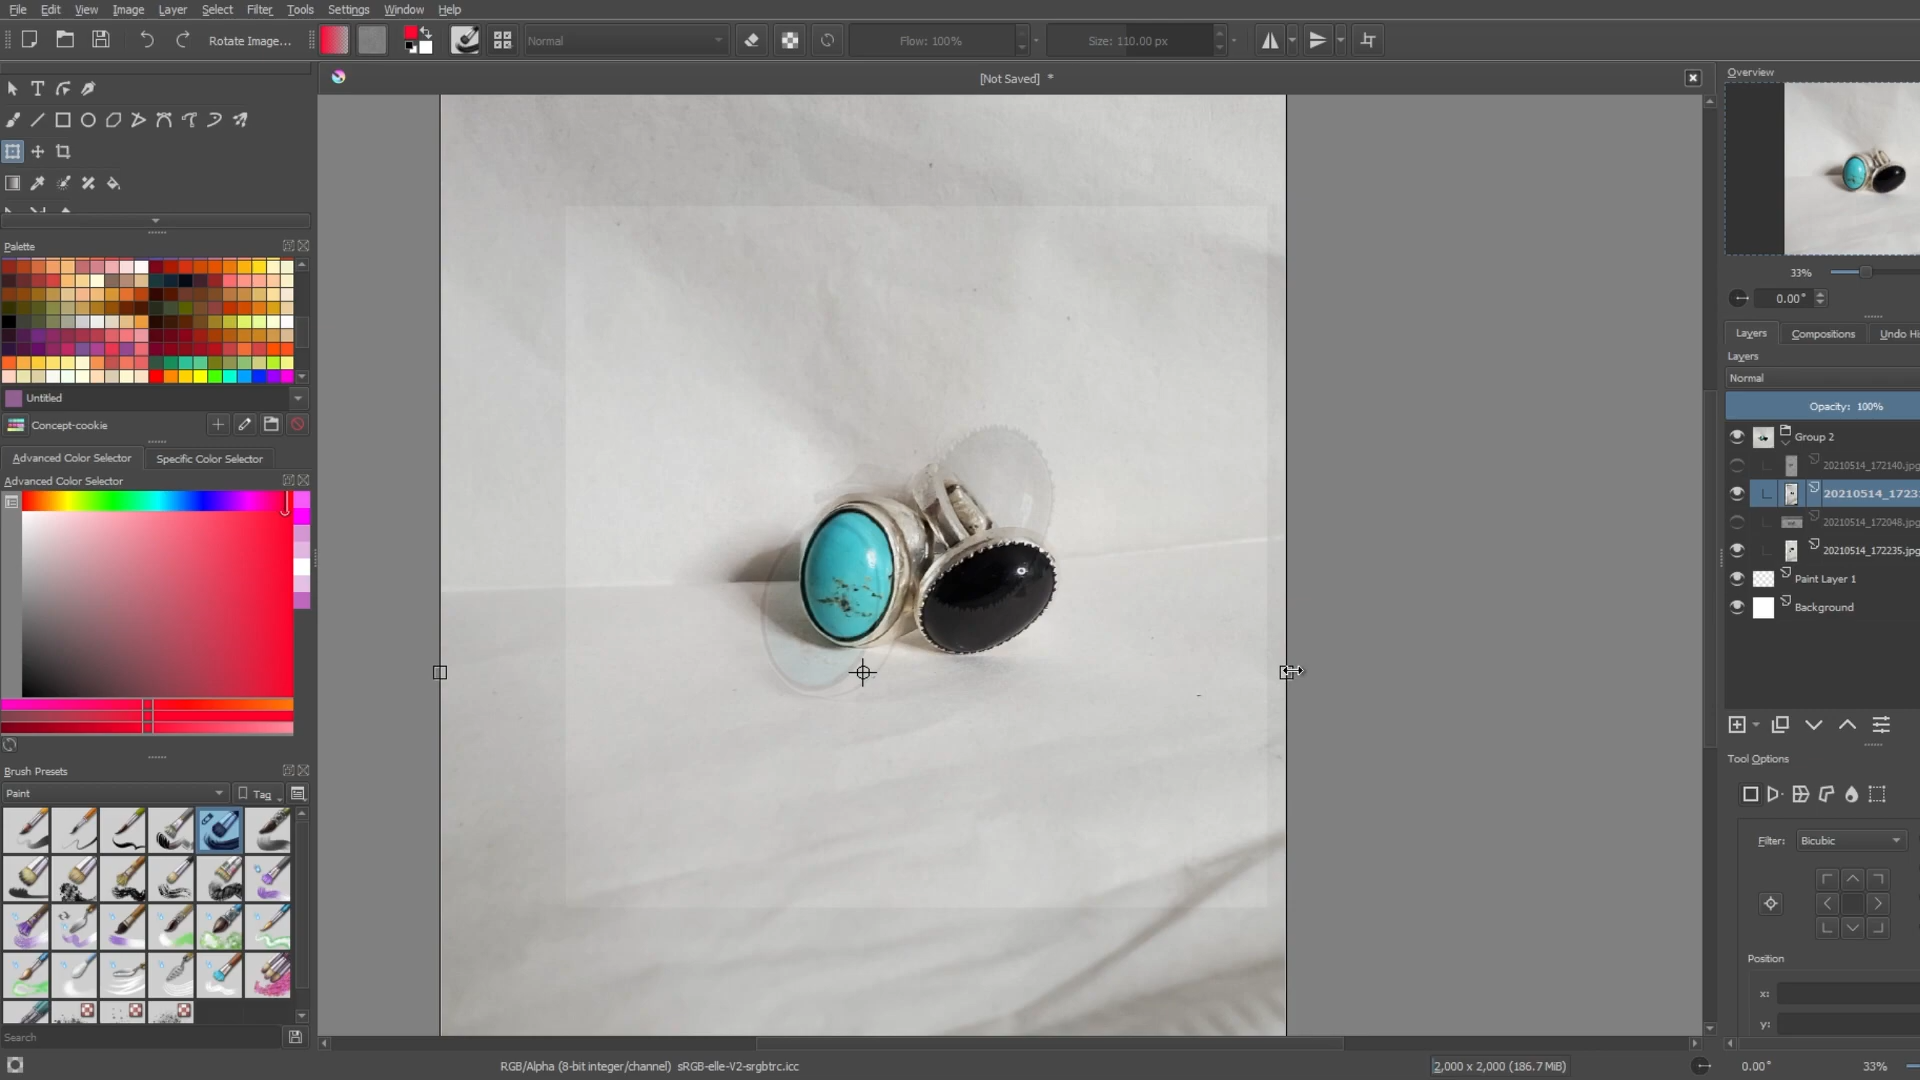 File Edit View Image Layer Select Filter Tools Settings Window Help
Rotate Image...
Normal
Flow: 100%
Size: 110.00 px
[Not Saved] *
Overview
33%
0.00°
Palette
Untitled
Concept-cookie
Advanced Color Selector
Specific Color Selector
Advanced Color Selector
Brush Presets
Paint
Tag
Search
Layers Compositions Undo Hi
Layers
Normal
Opacity: 100%
Group 2
20210514_172140.jpg
20210514_1723
20210514_172048.jpg
20210514_172235.jpg
Paint Layer 1
Background
Tool Options
Filter: Bicubic
Position
x:
y:
RGB/Alpha (8-bit integer/channel) sRGB-elle-V2-srgbtrc.icc
2,000 x 2,000 (186.7 MiB)
0.00°
33%